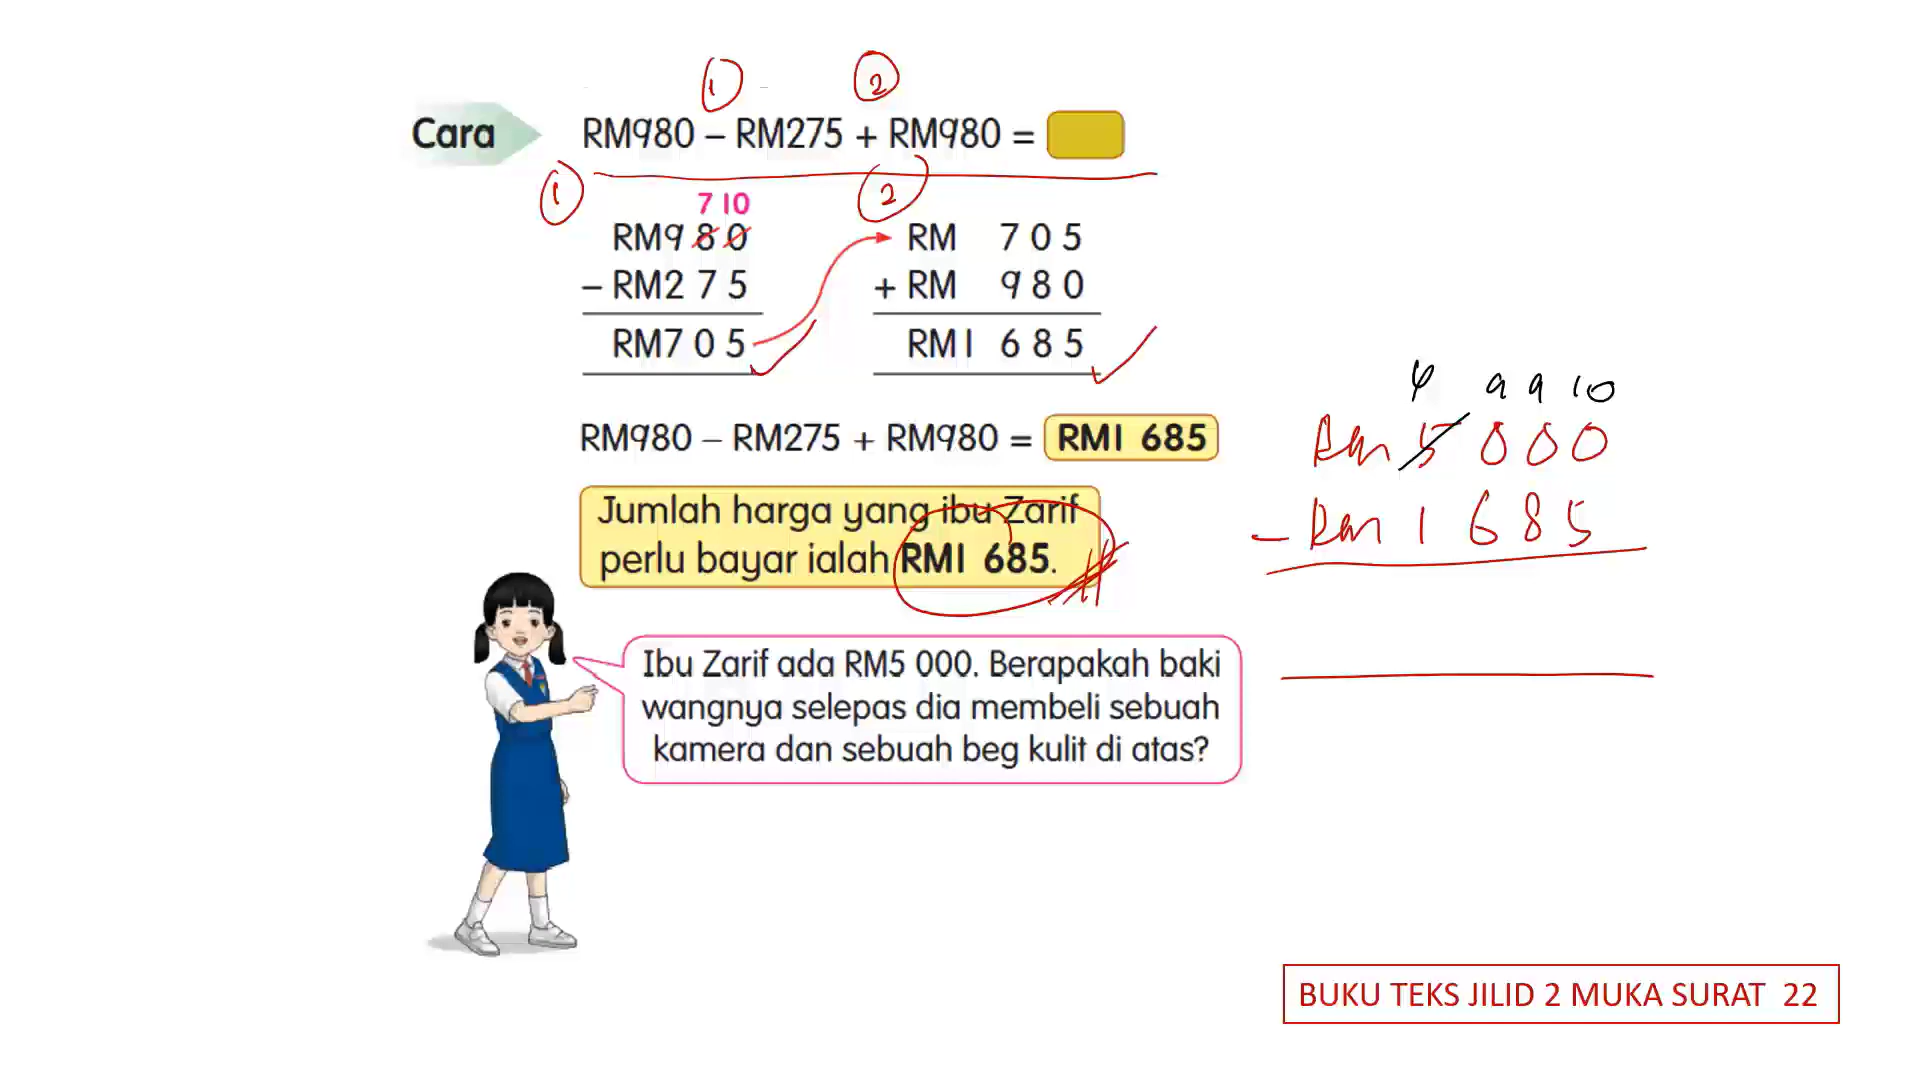 1 2
Cara RM980 – RM275 + RM980 =
1 2
7 10
RM9 8 0
– RM2 7 5
RM7 0 5
RM 7 0 5
+ RM 9 8 0
RM1 6 8 5
RM980 – RM275 + RM980 = RM1 685
Jumlah harga yang ibu Zarif
perlu bayar ialah RM1 685.
4 9 9 10
RM 5 0 0 0
– RM 1 6 8 5
Ibu Zarif ada RM5 000. Berapakah baki
wangnya selepas dia membeli sebuah
kamera dan sebuah beg kulit di atas?
BUKU TEKS JILID 2 MUKA SURAT 22